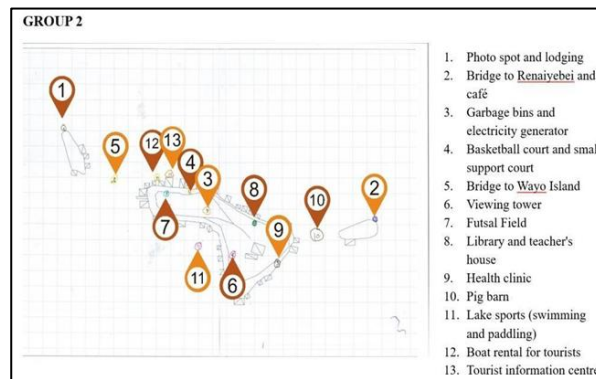 GROUP 2
1
5
12
13
4
3
8
2
10
9
7
11
6
1. Photo spot and lodging
2. Bridge to Renaiyebei and
café
3. Garbage bins and
electricity generator
4. Basketball court and smal
support court
5. Bridge to Wayo Island
6. Viewing tower
7. Futsal Field
8. Library and teacher's
house
9. Health clinic
10. Pig barn
11. Lake sports (swimming
and paddling)
12. Boat rental for tourists
13. Tourist information centre